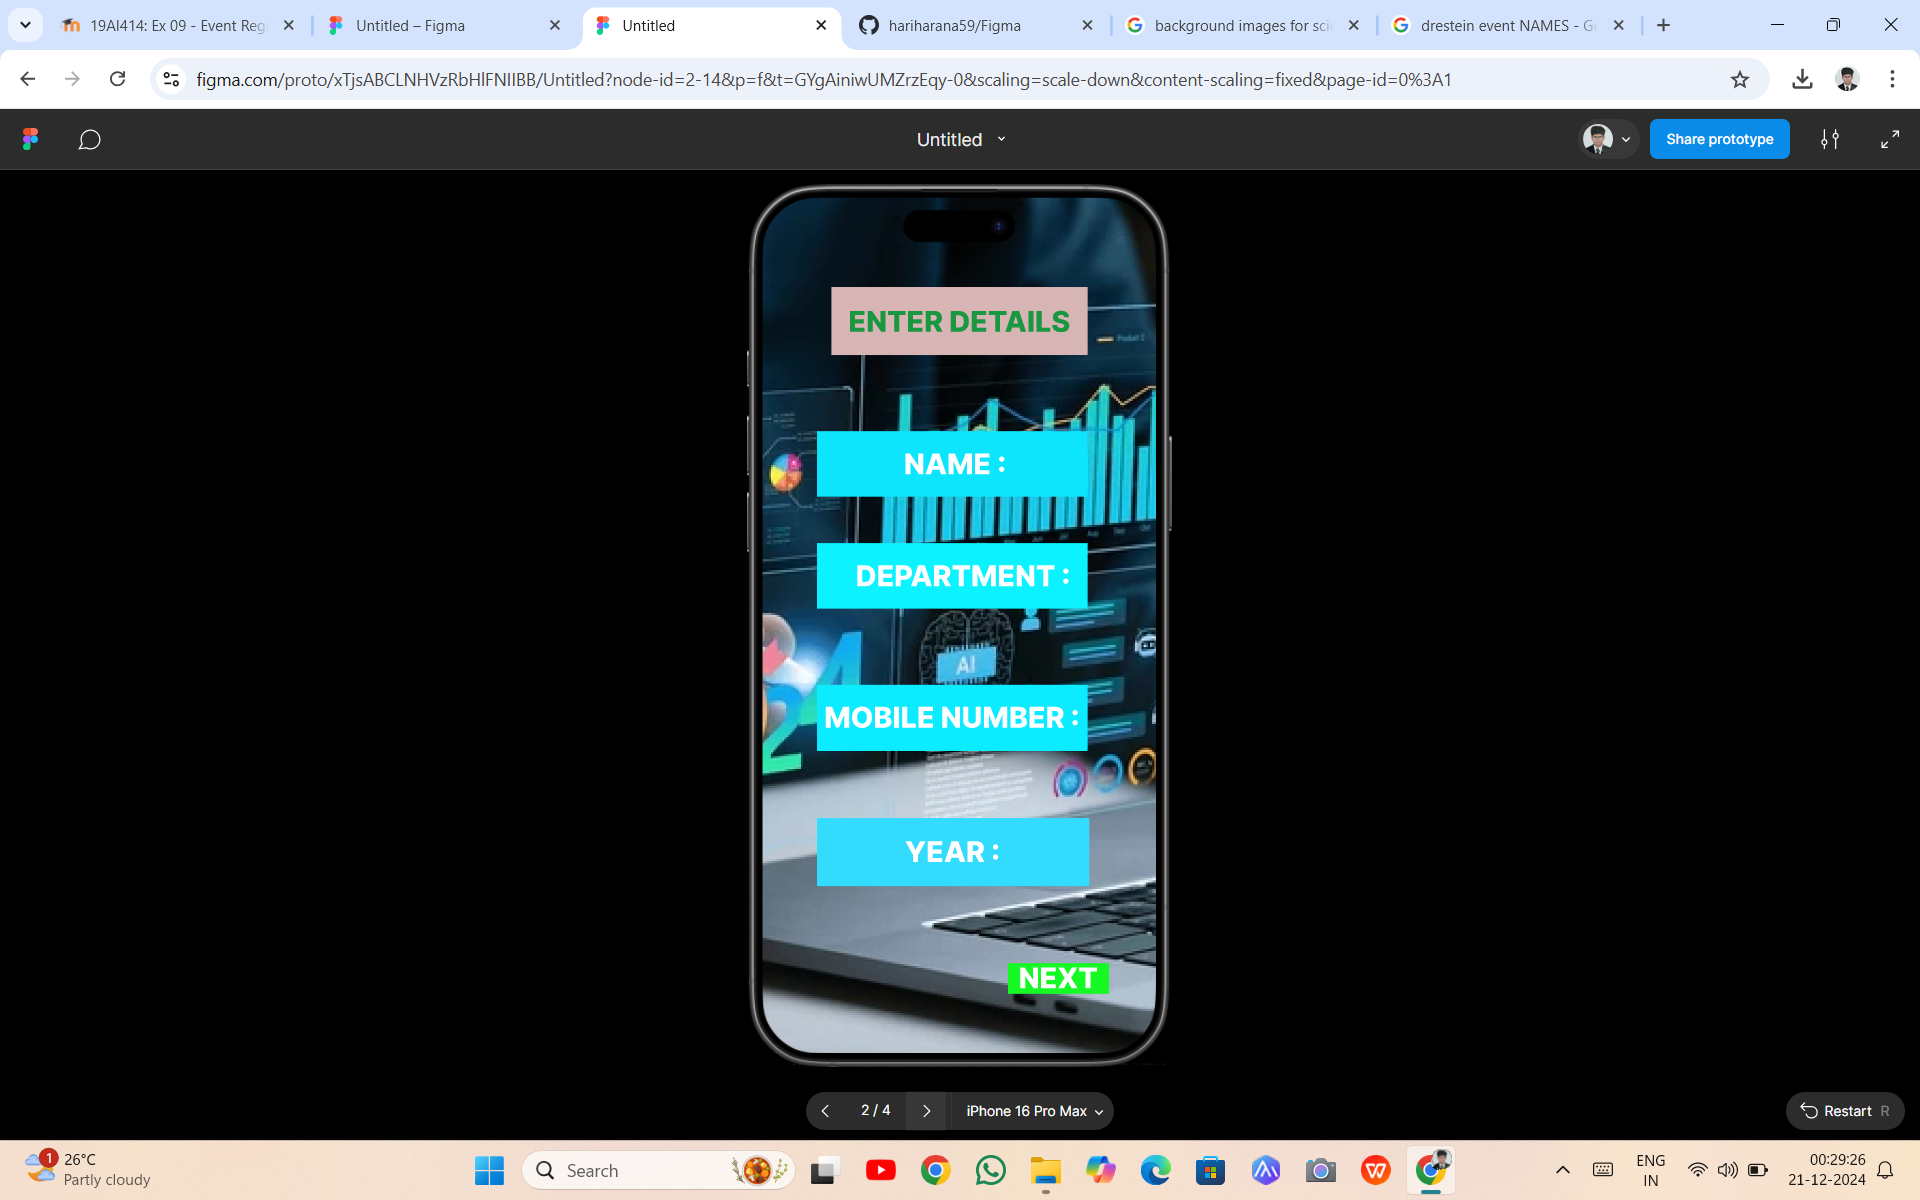 19AI414: Ex 09 - Event Reg
Untitled – Figma
Untitled
hariharana59/Figma
background images for sci
drestein event NAMES - Go
figma.com/proto/xTjsABCLNHVzRbHlFNIIBB/Untitled?node-id=2-14&p=f&t=GYgAiniwUMZrzEqy-0&scaling=scale-down&content-scaling=fixed&page-id=0%3A1
Untitled
Share prototype
ENTER DETAILS
NAME :
DEPARTMENT :
AI
MOBILE NUMBER :
YEAR :
NEXT
2 / 4
iPhone 16 Pro Max
Restart R
1
26°C
Partly cloudy
Search
ENG
IN
00:29:26
21-12-2024